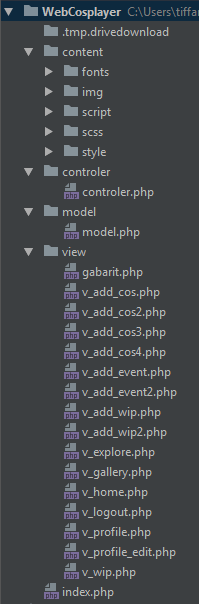 WebCosplayer C:\Users\tiffar
.tmp.drivedownload
content
fonts
img
script
scss
style
controler
controler.php
model
model.php
view
gabarit.php
v_add_cos.php
v_add_cos2.php
v_add_cos3.php
v_add_cos4.php
v_add_event.php
v_add_event2.php
v_add_wip.php
v_add_wip2.php
v_explore.php
v_gallery.php
v_home.php
v_logout.php
v_profile.php
v_profile_edit.php
v_wip.php
index.php